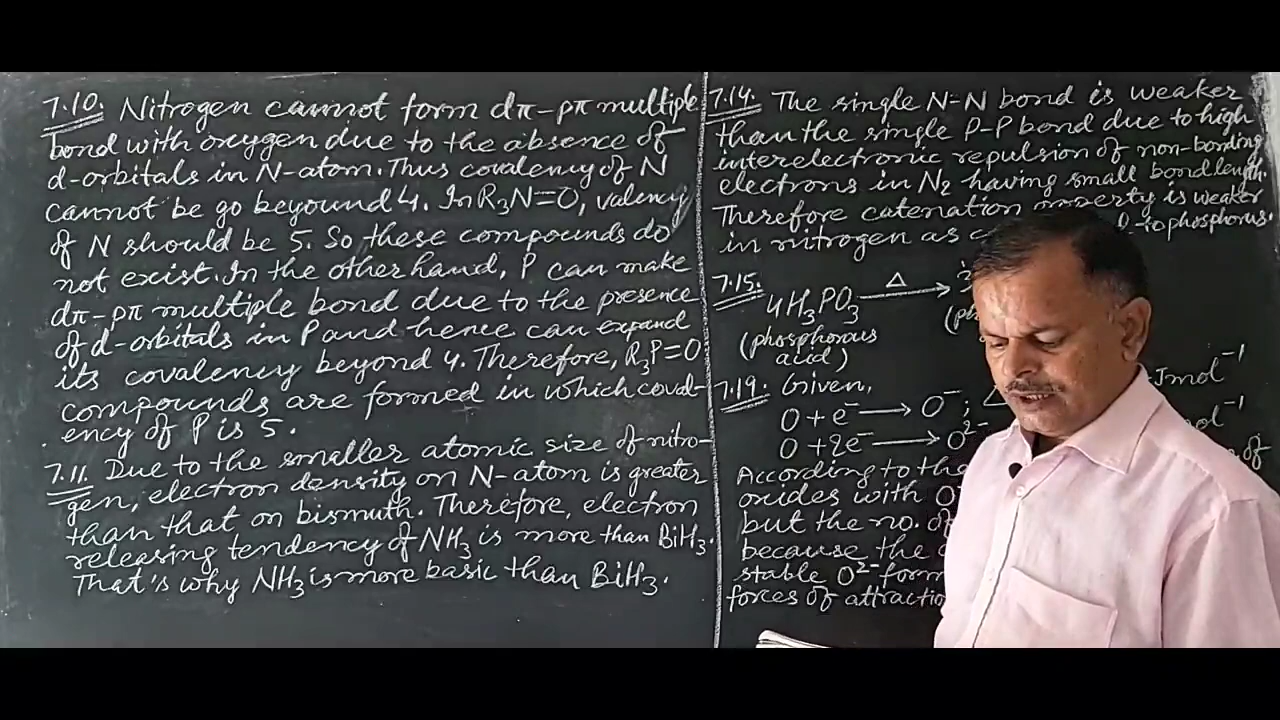 7.10. Nitrogen cannot form dπ-pπ multiple
bond with oxygen due to the absence of
d-orbitals in N-atom. Thus covalency of N
cannot be go beyound 4. In R₃N=O, valency
of N should be 5. So these compounds do
not exist. In the other hand, P can make
dπ-pπ multiple bond due to the presence
of d-orbitals in P and hence can expand
its covalency beyond 4. Therefore, R₃P=O
compounds are formed in which coval-
ency of P is 5.
7.11. Due to the smaller atomic size of nitro-
gen, electron density on N-atom is greater
than that on bismuth. Therefore, electron
releasing tendency of NH₃ is more than BiH₃.
That's why NH₃ is more basic than BiH₃.
7.14. The single N-N bond is weaker
than the single P-P bond due to high
interelectronic repulsion of non-bonding
electrons in N₂ having small bond length.
Therefore catenation property is weaker
in nitrogen as phosphorus.
7.15. 4H₃PO₃ —Δ→
(phosphorous
acid)
7.19. Given,
O + e⁻ → O⁻;
O + 2e⁻ → O²⁻
Jmol⁻¹
mol⁻¹
According to the of
oxides with
but the no. of
because the
stable O²⁻ form
forces of